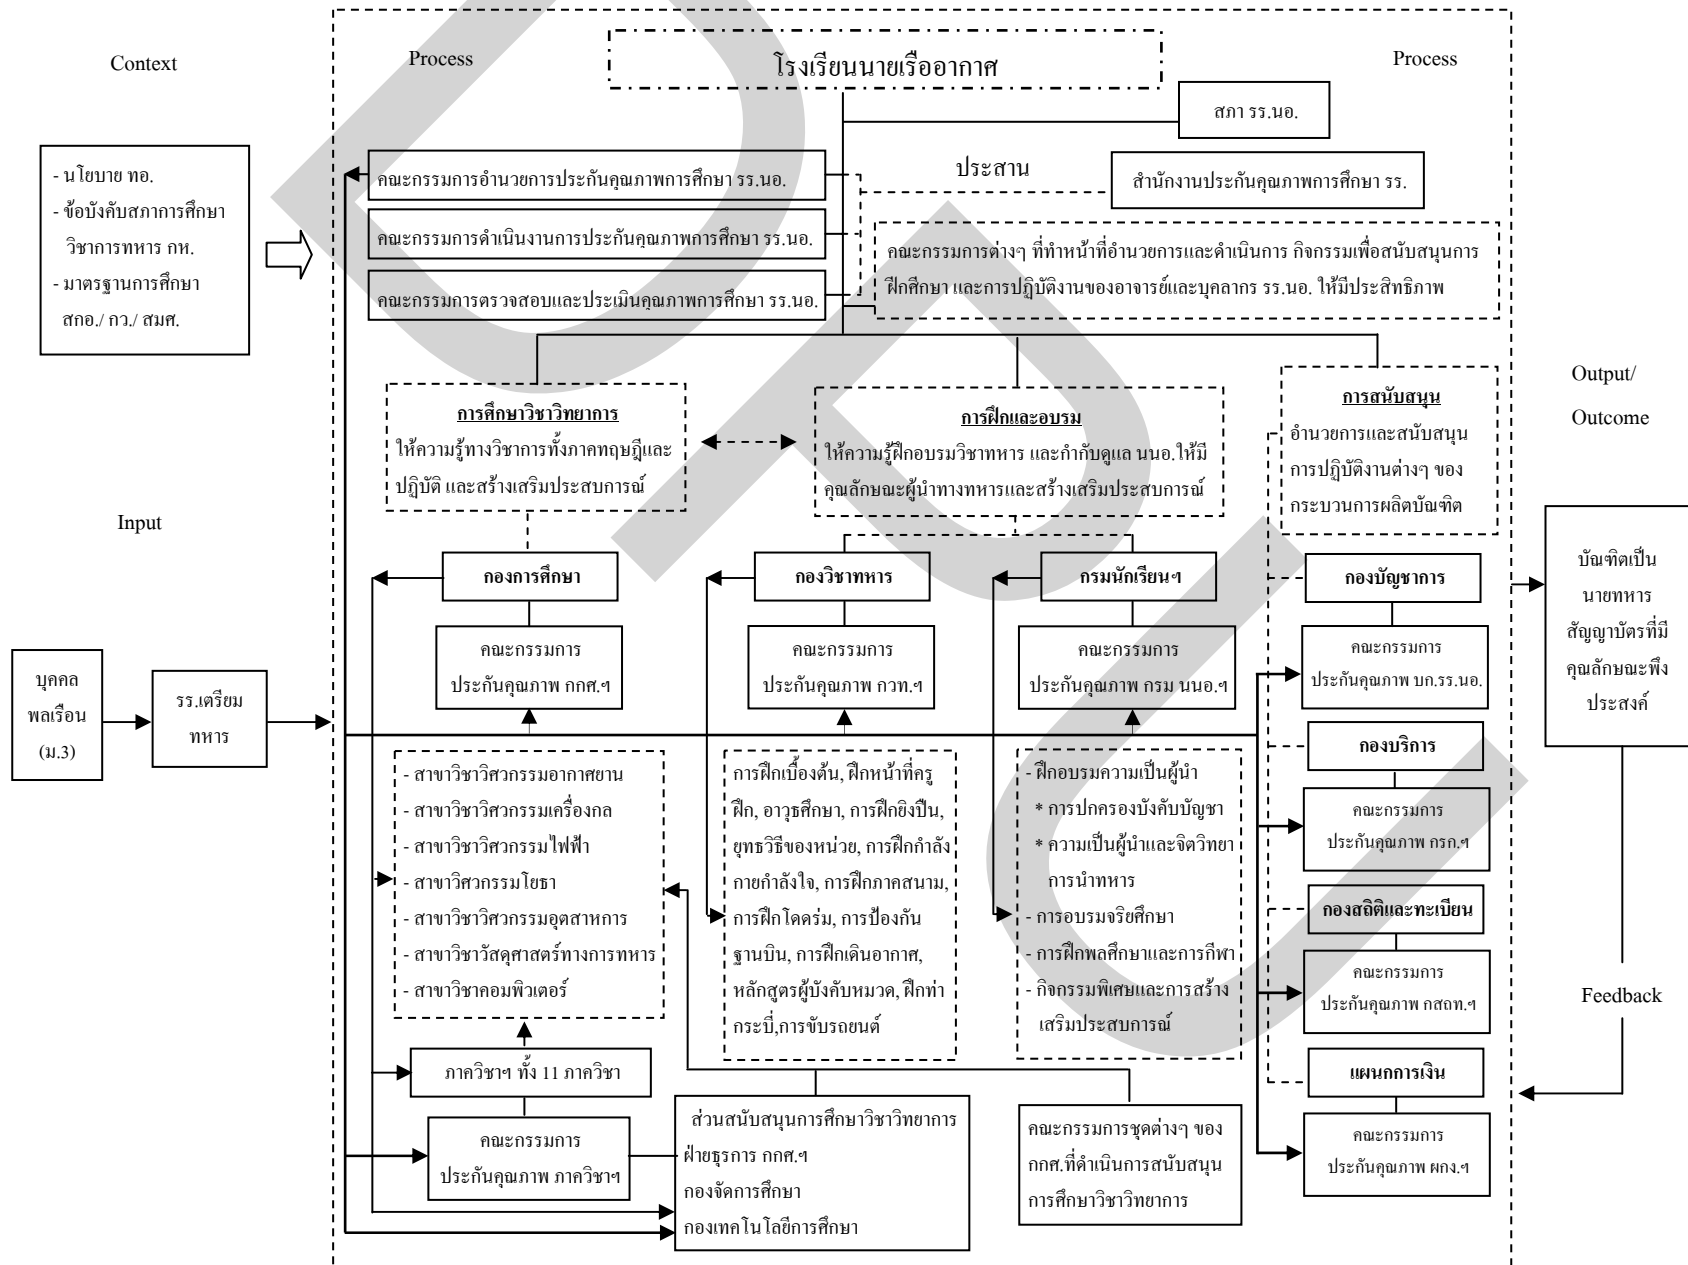 Context
Process
โรงเรียนนายเรืออากาศ
Process
สภา รร.นอ.
- นโยบาย ทอ.
- ข้อบังคับสภาการศึกษา
วิชาการทหาร กห.
- มาตรฐานการศึกษา
สกอ./ กว./ สมศ.
คณะกรรมการอำนวยการประกันคุณภาพการศึกษา รร.นอ.
ประสาน
สำนักงานประกันคุณภาพการศึกษา รร.
คณะกรรมการดำเนินงานการประกันคุณภาพการศึกษา รร.นอ.
คณะกรรมการตรวจสอบและประเมินคุณภาพการศึกษา รร.นอ.
คณะกรรมการต่างๆ ที่ทำหน้าที่อำนวยการและดำเนินการ กิจกรรมเพื่อสนับสนุนการ
ฝึกศึกษา และการปฏิบัติงานของอาจารย์และบุคลากร รร.นอ. ให้มีประสิทธิภาพ
การศึกษาวิชาวิทยาการ
ให้ความรู้ทางวิชาการทั้งภาคทฤษฎีและ
ปฏิบัติ และสร้างเสริมประสบการณ์
การฝึกและอบรม
ให้ความรู้ฝึกอบรมวิชาทหาร และกำกับดูแล นนอ.ให้มี
คุณลักษณะผู้นำทางทหารและสร้างเสริมประสบการณ์
การสนับสนุน
อำนวยการและสนับสนุน
การปฏิบัติงานต่างๆ ของ
กระบวนการผลิตบัณฑิต
Output/
Outcome
Input
กองการศึกษา
กองวิชาทหาร
กรมนักเรียนฯ
กองบัญชาการ
คณะกรรมการ
ประกันคุณภาพ กกศ.ฯ
คณะกรรมการ
ประกันคุณภาพ กวท.ฯ
คณะกรรมการ
ประกันคุณภาพ กรม นนอ.ฯ
คณะกรรมการ
ประกันคุณภาพ บก.รร.นอ.
บัณฑิตเป็น
นายทหาร
สัญญาบัตรที่มี
คุณลักษณะพึง
ประสงค์
บุคคล
พลเรือน
(ม.3)
รร.เตรียม
ทหาร
- สาขาวิชาวิศวกรรมอากาศยาน
- สาขาวิชาวิศวกรรมเครื่องกล
- สาขาวิชาวิศวกรรมไฟฟ้า
- สาขาวิศวกรรมโยธา
- สาขาวิชาวิศวกรรมอุตสาหการ
- สาขาวิชาวัสดุศาสตร์ทางการทหาร
- สาขาวิชาคอมพิวเตอร์
การฝึกเบื้องต้น, ฝึกหน้าที่ครู
ฝึก, อาวุธศึกษา, การฝึกยิงปืน,
ยุทธวิธีของหน่วย, การฝึกกำลัง
กายกำลังใจ, การฝึกภาคสนาม,
การฝึกโดดร่ม, การป้องกัน
ฐานบิน, การฝึกเดินอากาศ,
หลักสูตรผู้บังคับหมวด, ฝึกท่า
กระบี่,การขับรถยนต์
- ฝึกอบรมความเป็นผู้นำ
* การปกครองบังคับบัญชา
* ความเป็นผู้นำและจิตวิทยา
การนำทหาร
- การอบรมจริยศึกษา
- การฝึกพลศึกษาและการกีฬา
- กิจกรรมพิเศษและการสร้าง
เสริมประสบการณ์
กองบริการ
คณะกรรมการ
ประกันคุณภาพ กรก.ฯ
กองสถิติและทะเบียน
คณะกรรมการ
ประกันคุณภาพ กสถท.ฯ
Feedback
แผนกการเงิน
คณะกรรมการ
ประกันคุณภาพ ผกง.ฯ
ภาควิชาฯ ทั้ง 11 ภาควิชา
คณะกรรมการ
ประกันคุณภาพ ภาควิชาฯ
ส่วนสนับสนุนการศึกษาวิชาวิทยาการ
ฝ่ายธุรการ กกศ.ฯ
กองจัดการศึกษา
กองเทคโนโลยีการศึกษา
คณะกรรมการชุดต่างๆ ของ
กกศ.ที่ดำเนินการสนับสนุน
การศึกษาวิชาวิทยาการ
DPU